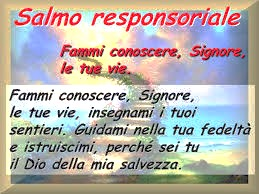 Salmo responsoriale
Fammi conoscere, Signore,
le tue vie.
Fammi conoscere, Signore,
le tue vie, insegnami i tuoi
sentieri. Guidami nella tua fedeltà
e istruiscimi, perché sei tu
il Dio della mia salvezza.